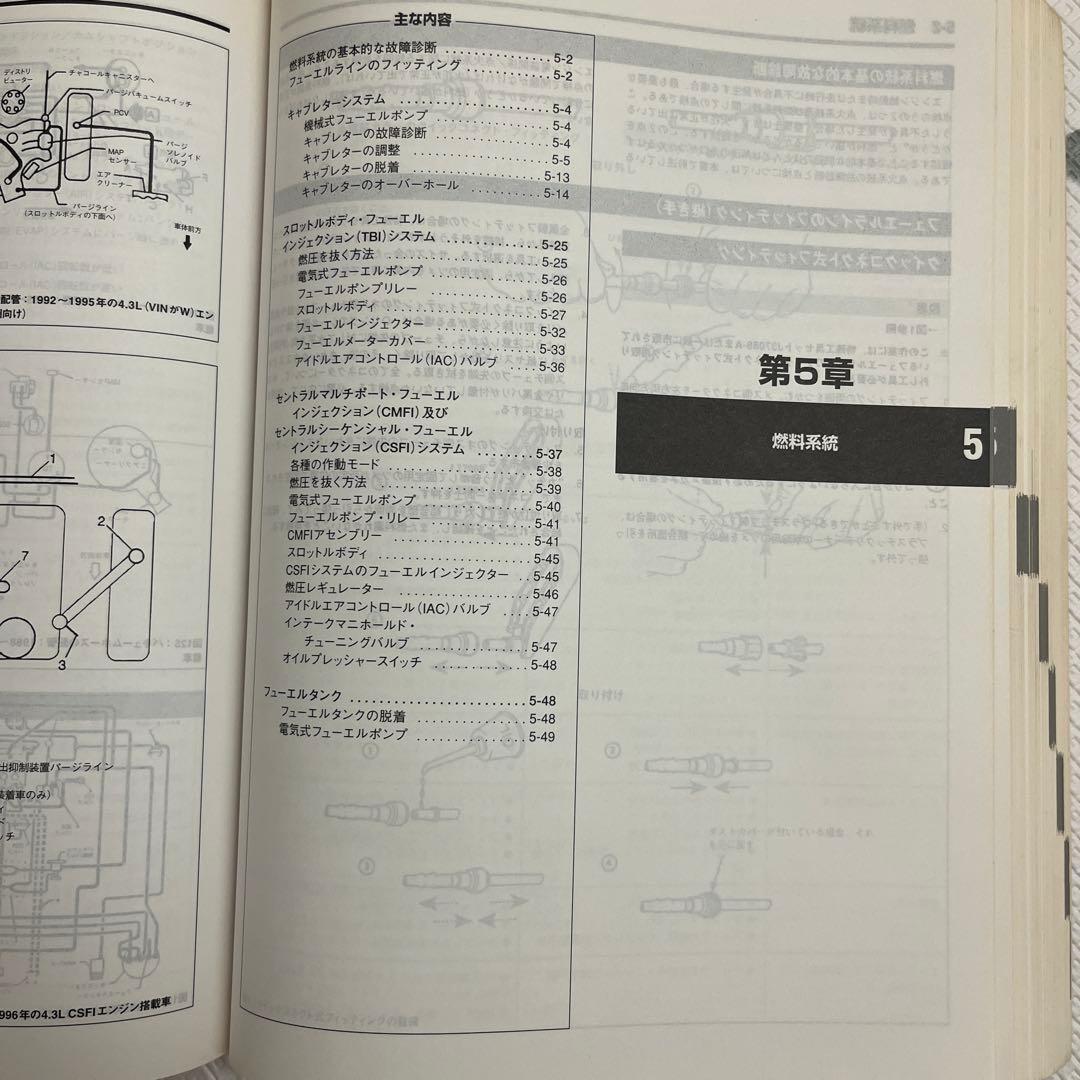 ディストリ
ビューター
チャコールキャニスターへ
パージバキュームスイッチ
PCV
MAP
センサー
パージ
ソレノイド
バルブ
エア
クリーナー
パージライン
(スロットルボディの下面へ)
車体前方
配管：1992～1995年の4.3L（VINがW）エン
向け）
1
2
7
3
出抑制装置パージライン
装着車のみ）
996年の4.3L CSFIエンジン搭載車
主な内容
燃料系統の基本的な故障診断 ............... 5-2
フューエルラインのフィッティング ............. 5-2
キャブレターシステム .................. 5-4
機械式フューエルポンプ ............... 5-4
キャブレターの故障診断 ............... 5-4
キャブレターの調整 .................. 5-5
キャブレターの脱着 .................. 5-13
キャブレターのオーバーホール .......... 5-14
スロットルボディ・フューエル
インジェクション（TBI）システム ............. 5-25
燃圧を抜く方法 .................... 5-25
電気式フューエルポンプ ............... 5-26
フューエルポンプリレー ............... 5-26
スロットルボディ .................... 5-27
フューエルインジェクター .............. 5-32
フューエルメーターカバー .............. 5-33
アイドルエアコントロール（IAC）バルブ .... 5-36
セントラルマルチポート・フューエル
インジェクション（CMFI）及び
セントラルシーケンシャル・フューエル
インジェクション（CSFI）システム ........ 5-37
各種の作動モード ................... 5-38
燃圧を抜く方法 .................... 5-39
電気式フューエルポンプ ............... 5-40
フューエルポンプ・リレー .............. 5-41
CMFIアセンブリー .................. 5-41
スロットルボディ .................... 5-45
CSFIシステムのフューエルインジェクター .. 5-45
燃圧レギュレーター .................. 5-46
アイドルエアコントロール（IAC）バルブ .... 5-47
インテークマニホールド・
チューニングバルブ ................. 5-47
オイルプレッシャースイッチ ............. 5-48
フューエルタンク ........................ 5-48
フューエルタンクの脱着 ............... 5-48
電気式フューエルポンプ ............... 5-49
第5章
燃料系統
5